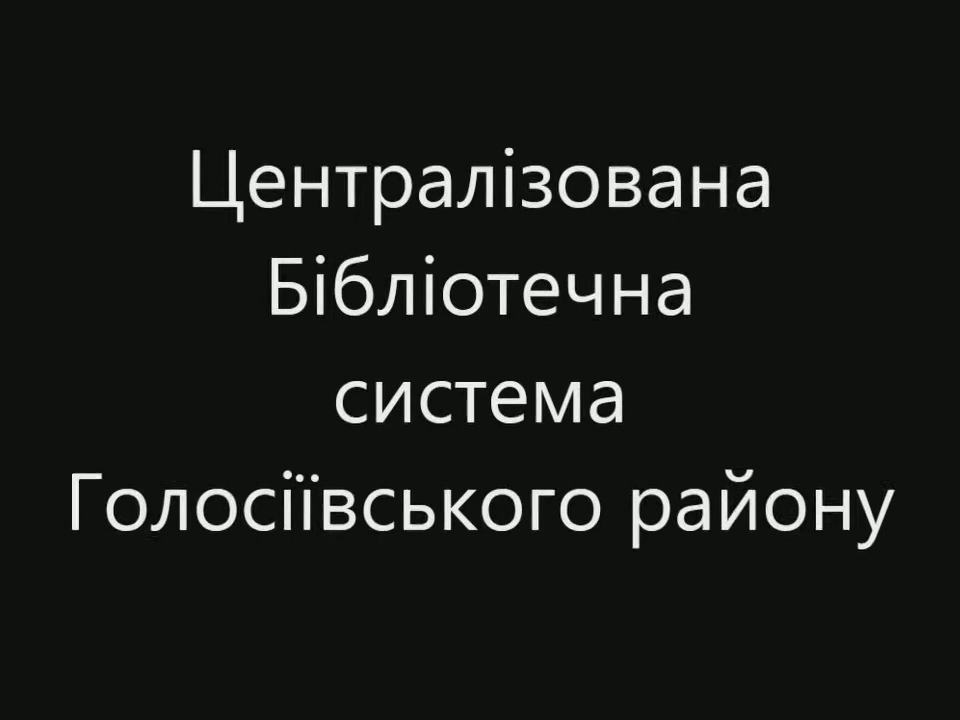 Централізована
Бібліотечна
система
Голосіївського району